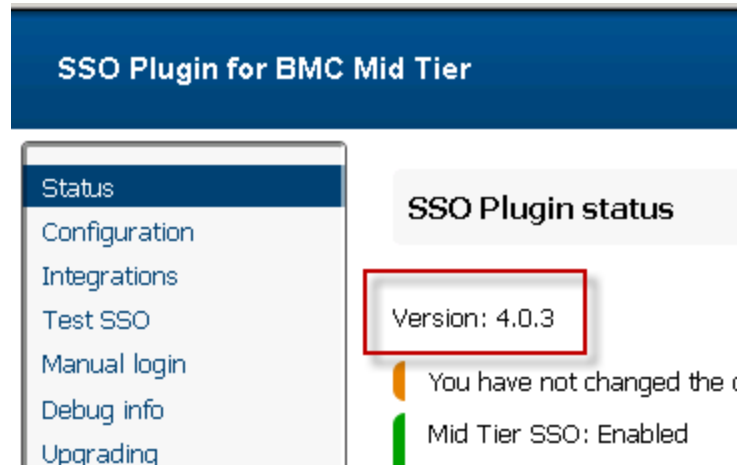 SSO Plugin for BMC Mid Tier
Status
Configuration
Integrations
Test SSO
Manual login
Debug info
Upgrading
SSO Plugin status
Version: 4.0.3
You have not changed the
Mid Tier SSO: Enabled